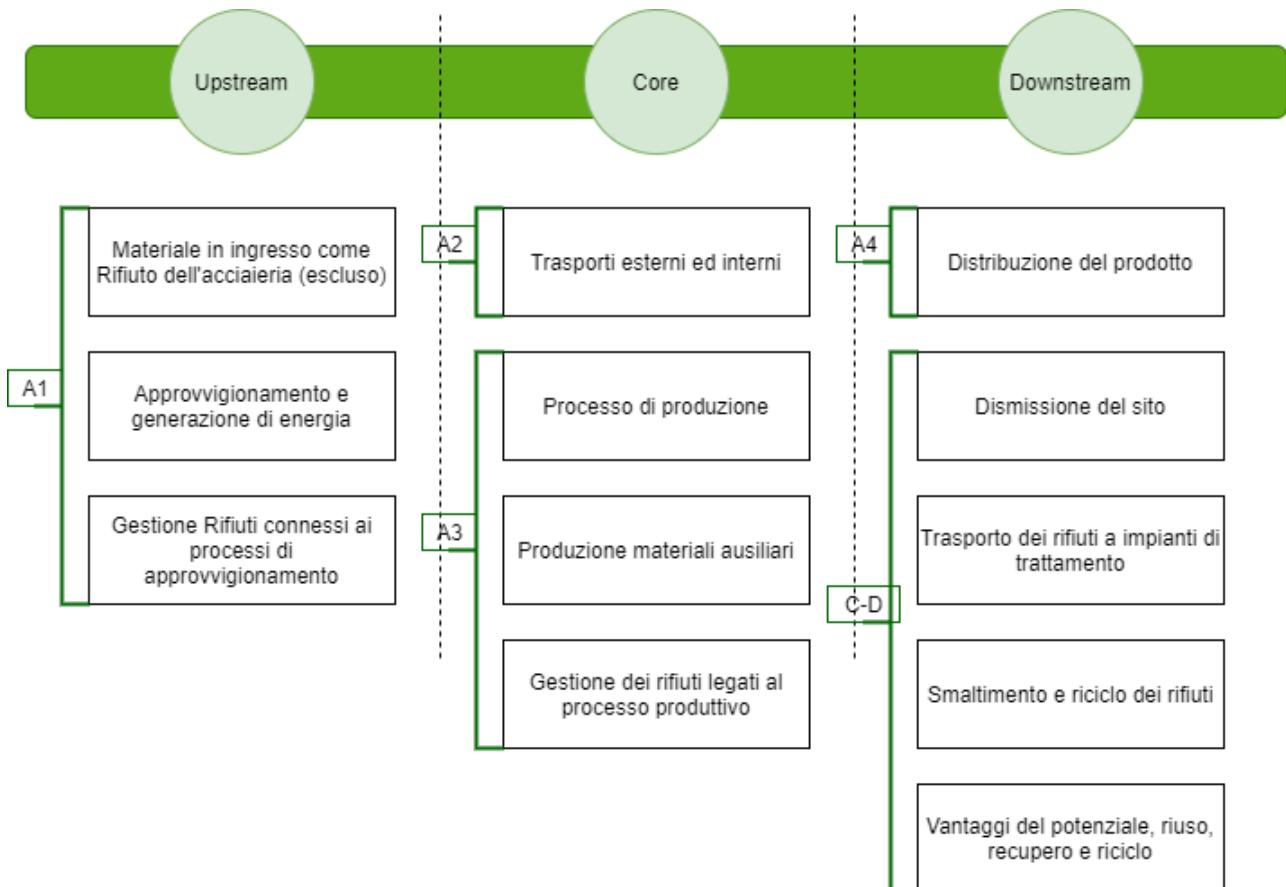 Upstream
Core
Downstream
A1
Materiale in ingresso come
Rifiuto dell'acciaieria (escluso)
Approvvigionamento e
generazione di energia
Gestione Rifiuti connessi ai
processi di
approvvigionamento
A2
Trasporti esterni ed interni
A3
Processo di produzione
Produzione materiali ausiliari
Gestione dei rifiuti legati al
processo produttivo
A4
Distribuzione del prodotto
C-D
Dismissione del sito
Trasporto dei rifiuti a impianti di
trattamento
Smaltimento e riciclo dei rifiuti
Vantaggi del potenziale, riuso,
recupero e riciclo